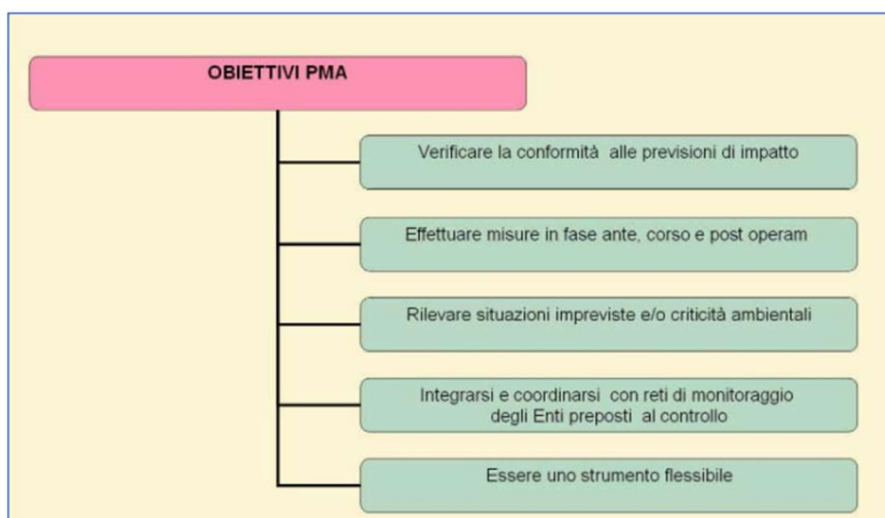 OBIETTIVI PMA
Verificare la conformità alle previsioni di impatto
Effettuare misure in fase ante, corso e post operam
Rilevare situazioni impreviste e/o criticità ambientali
Integrarsi e coordinarsi con reti di monitoraggio
degli Enti preposti al controllo
Essere uno strumento flessibile